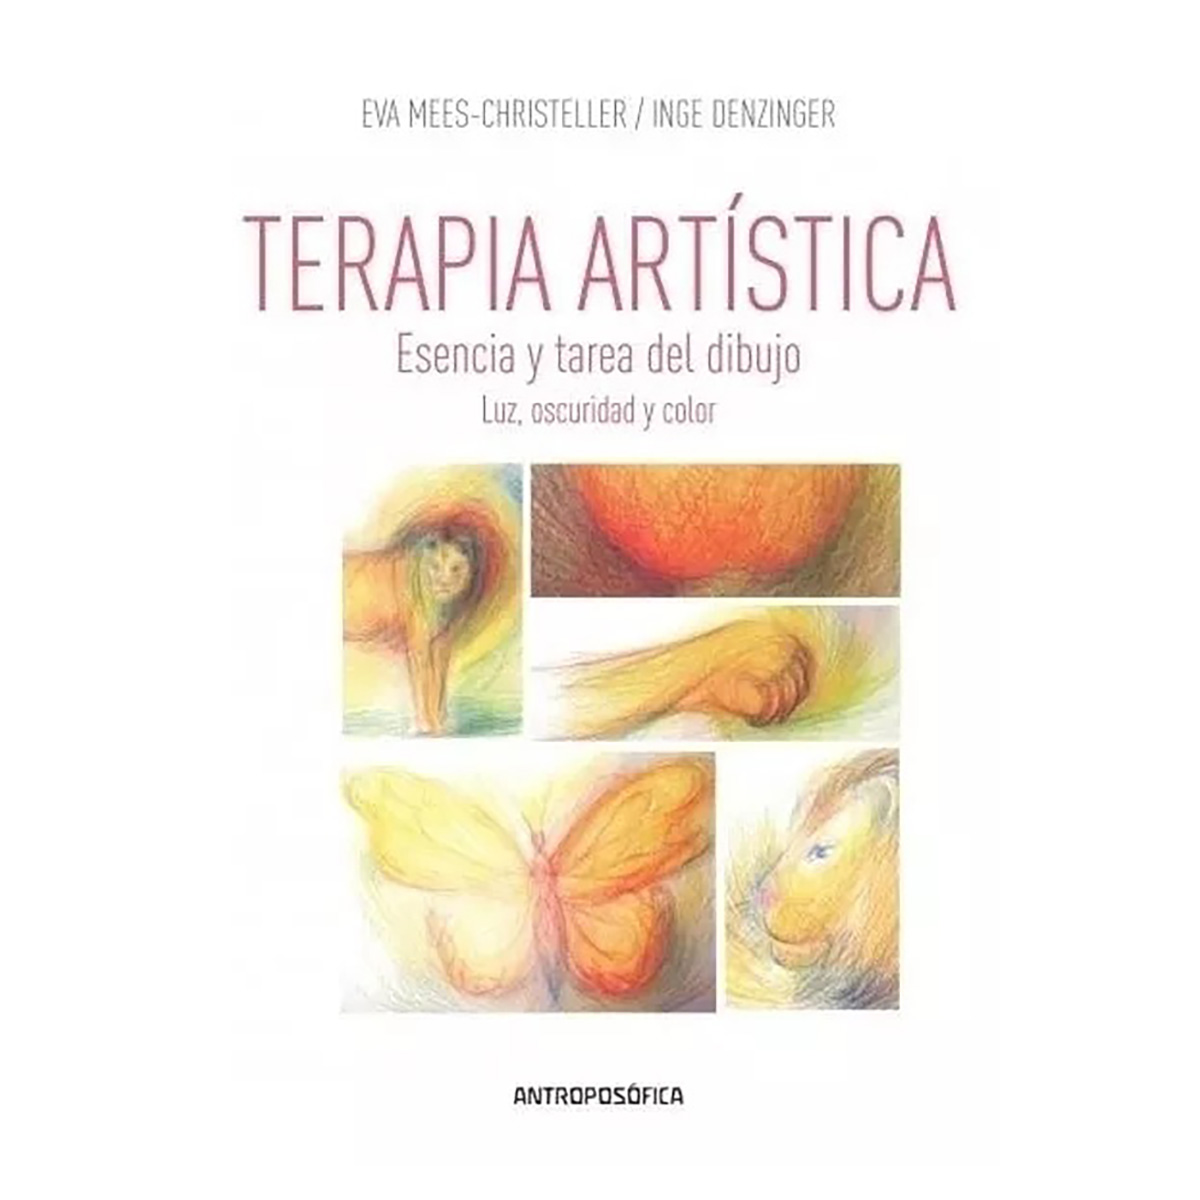 EVA MEES-CHRISTELLER / INGE DENZINGER
TERAPIA ARTÍSTICA
Esencia y tarea del dibujo
Luz, oscuridad y color
ANTROPOSÓFICA